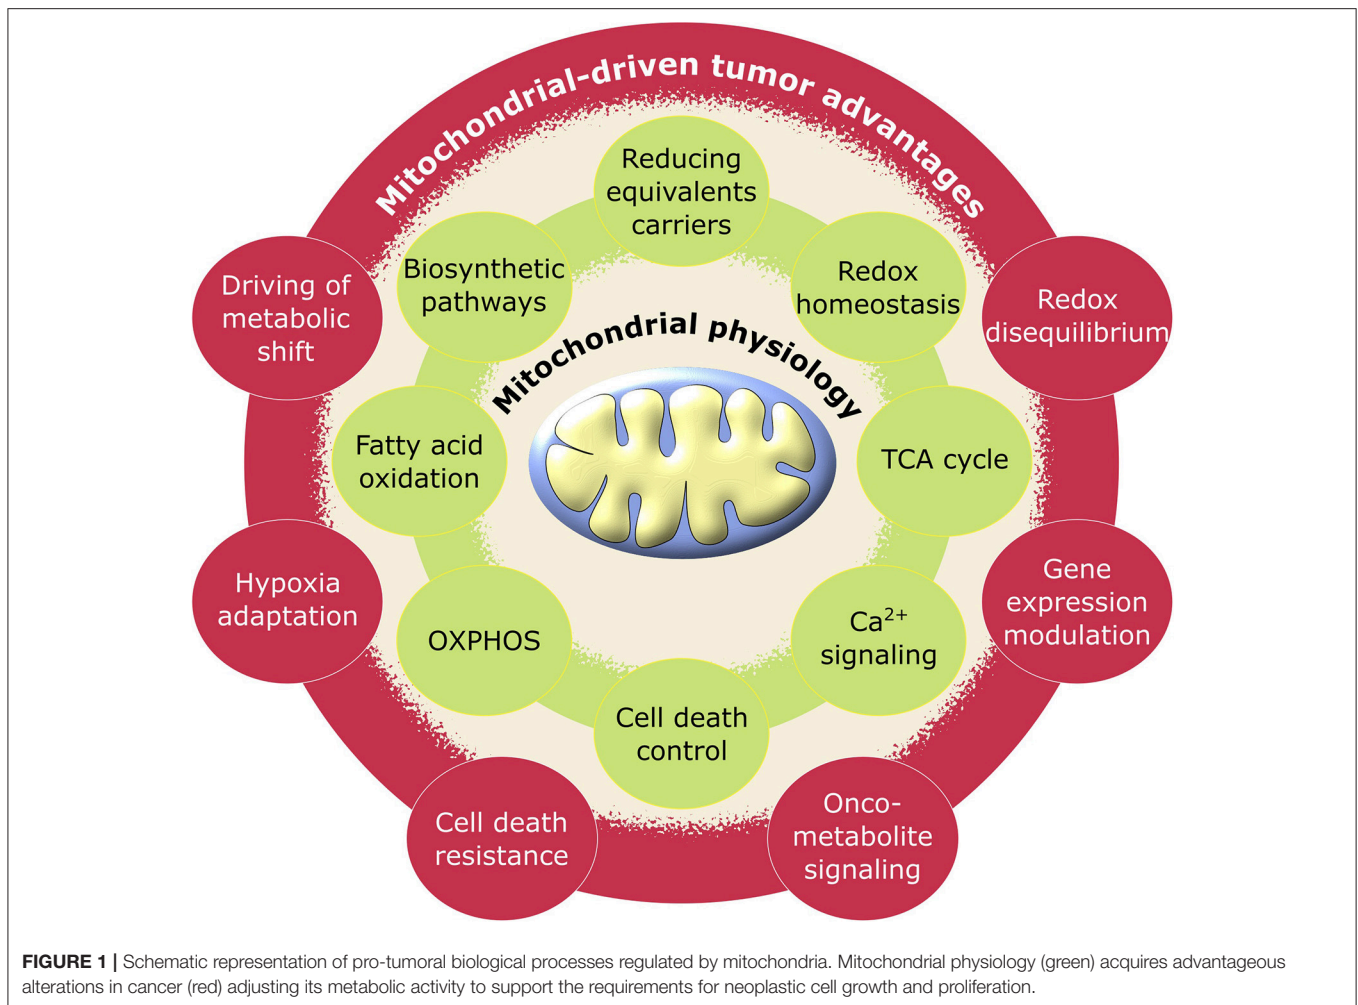 Mitochondrial-driven tumor advantages
Reducing
equivalents
carriers
Biosynthetic
pathways
Redox
homeostasis
Driving of
metabolic
shift
Redox
disequilibrium
Mitochondrial physiology
Fatty acid
oxidation
TCA cycle
Hypoxia
adaptation
Gene
expression
modulation
OXPHOS
Ca²⁺
signaling
Cell death
control
Cell death
resistance
Onco-
metabolite
signaling
FIGURE 1 | Schematic representation of pro-tumoral biological processes regulated by mitochondria. Mitochondrial physiology (green) acquires advantageous
alterations in cancer (red) adjusting its metabolic activity to support the requirements for neoplastic cell growth and proliferation.